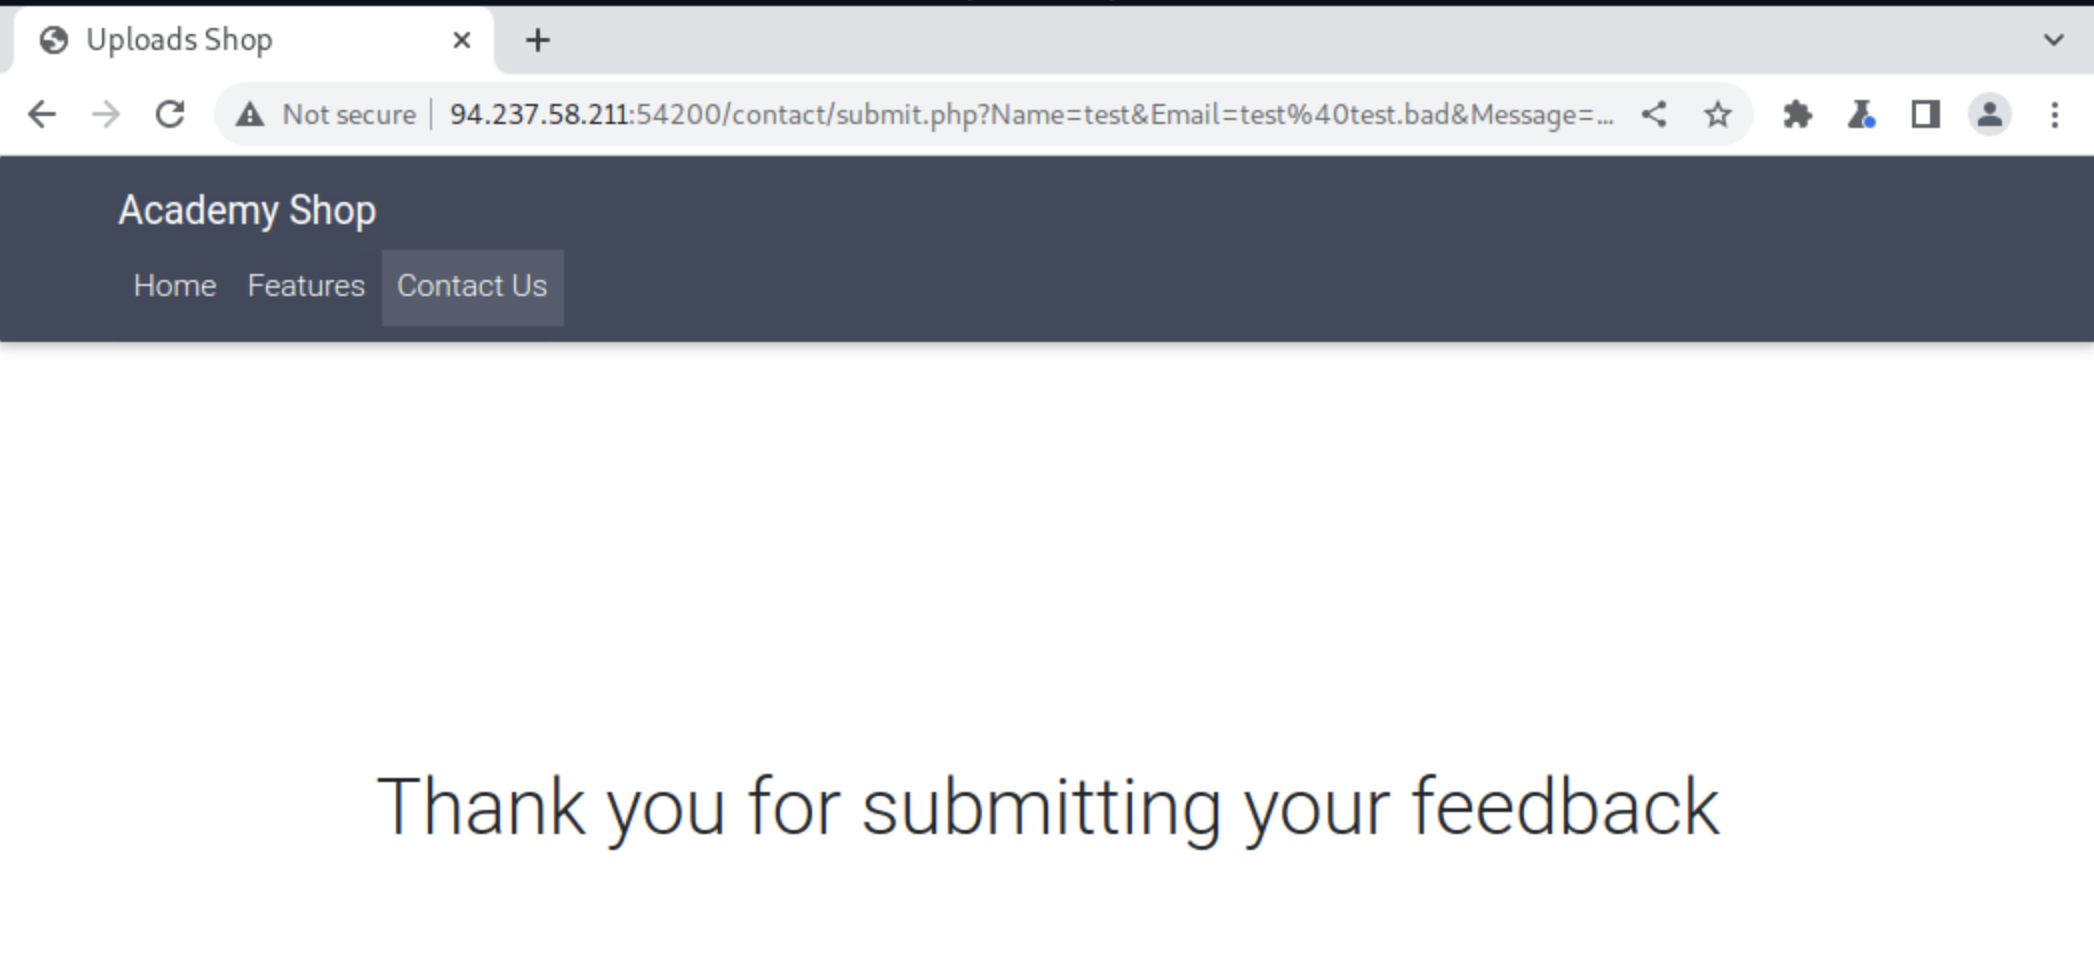 Uploads Shop
Not secure 94.237.58.211:54200/contact/submit.php?Name=test&Email=test%40test.bad&Message=...
Academy Shop
Home Features Contact Us
Thank you for submitting your feedback